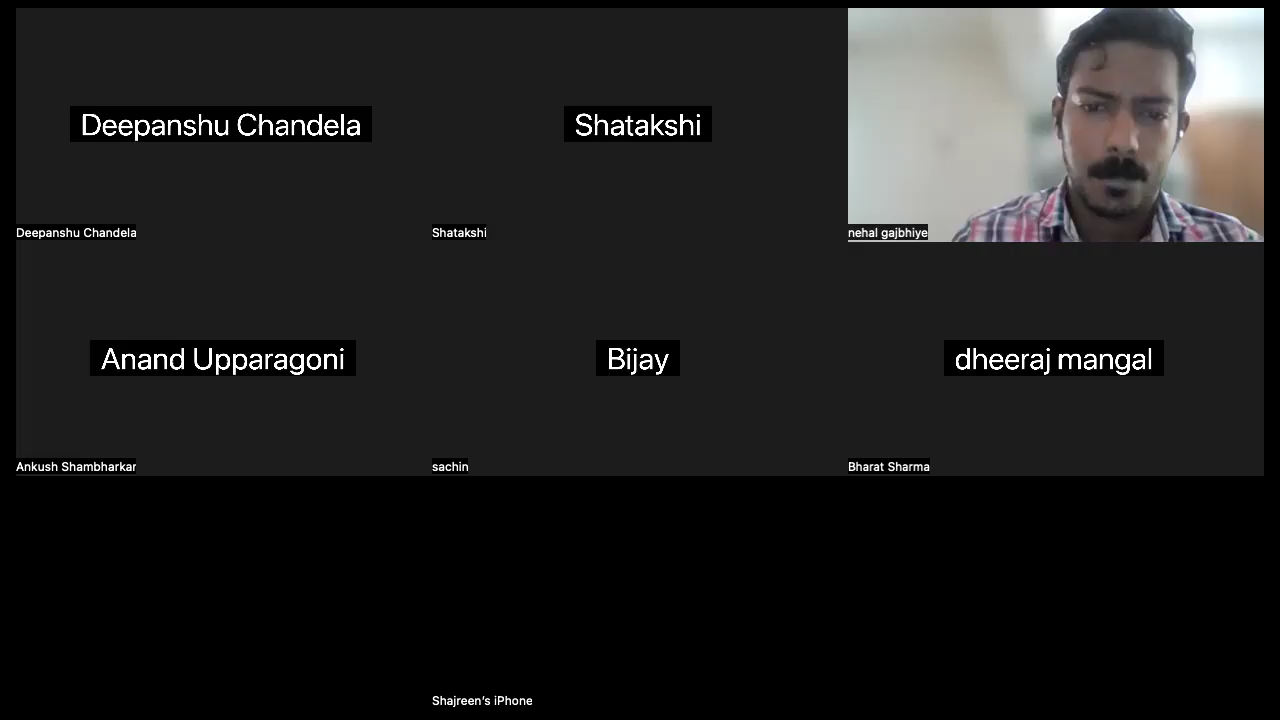 Deepanshu Chandela
Shatakshi
Deepanshu Chandela
Shatakshi
nehal gajbhiye
Anand Upparagoni
Bijay
dheeraj mangal
Ankush Shambharkar
sachin
Bharat Sharma
Shajreen’s iPhone